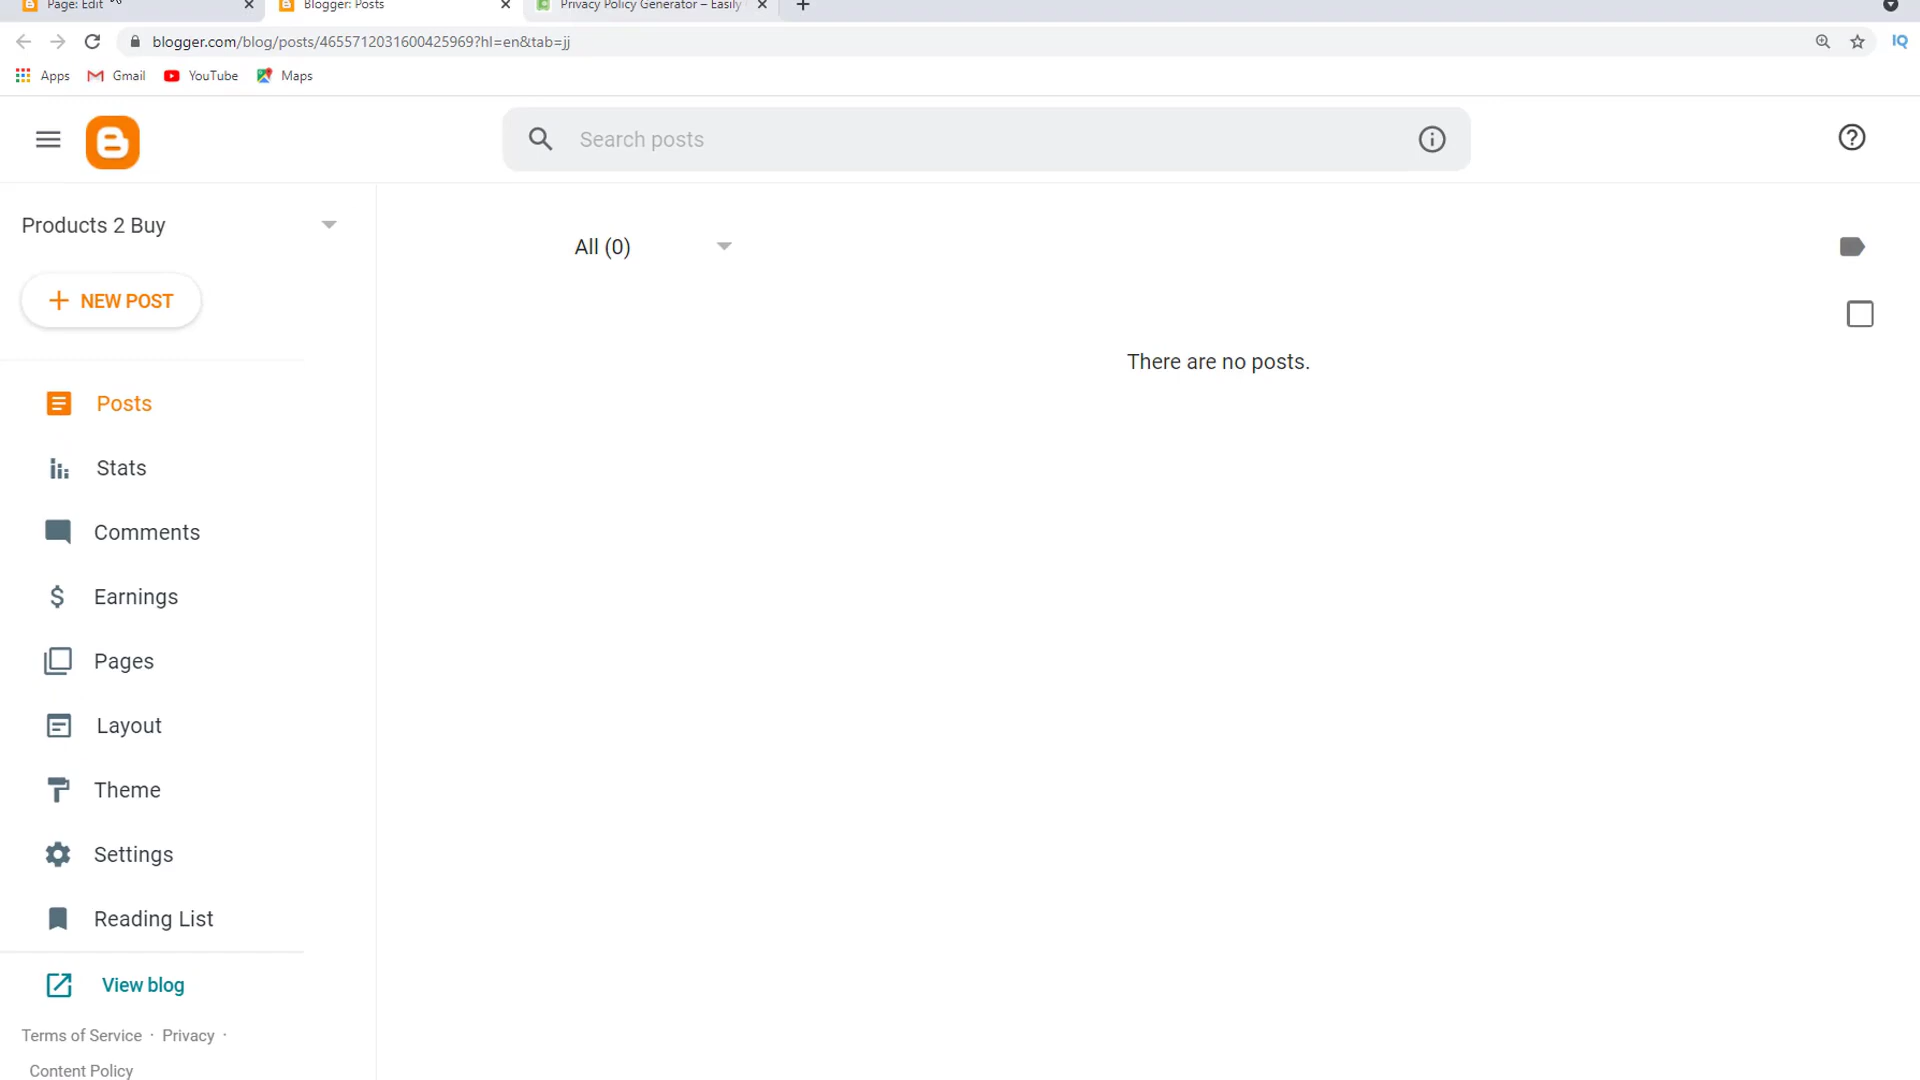 Page: Edit
Blogger: Posts
Privacy Policy Generator – Easily
blogger.com/blog/posts/4655712031600425969?hl=en&tab=jj
IQ
Apps
Gmail
YouTube
Maps
Search posts
Products 2 Buy
NEW POST
All (0)
There are no posts.
Posts
Stats
Comments
Earnings
Pages
Layout
Theme
Settings
Reading List
View blog
Terms of Service · Privacy ·
Content Policy